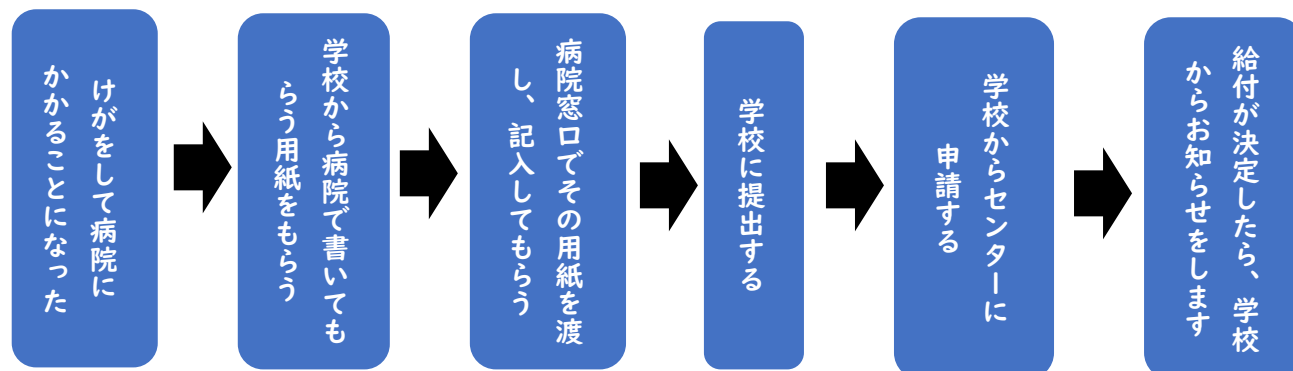 けがをして病院に
かかることになった
学校から病院で書いても
らう用紙をもらう
病院窓口でその用紙を渡
し、記入してもらう
学校に提出する
学校からセンターに
申請する
給付が決定したら、学校
からお知らせをします